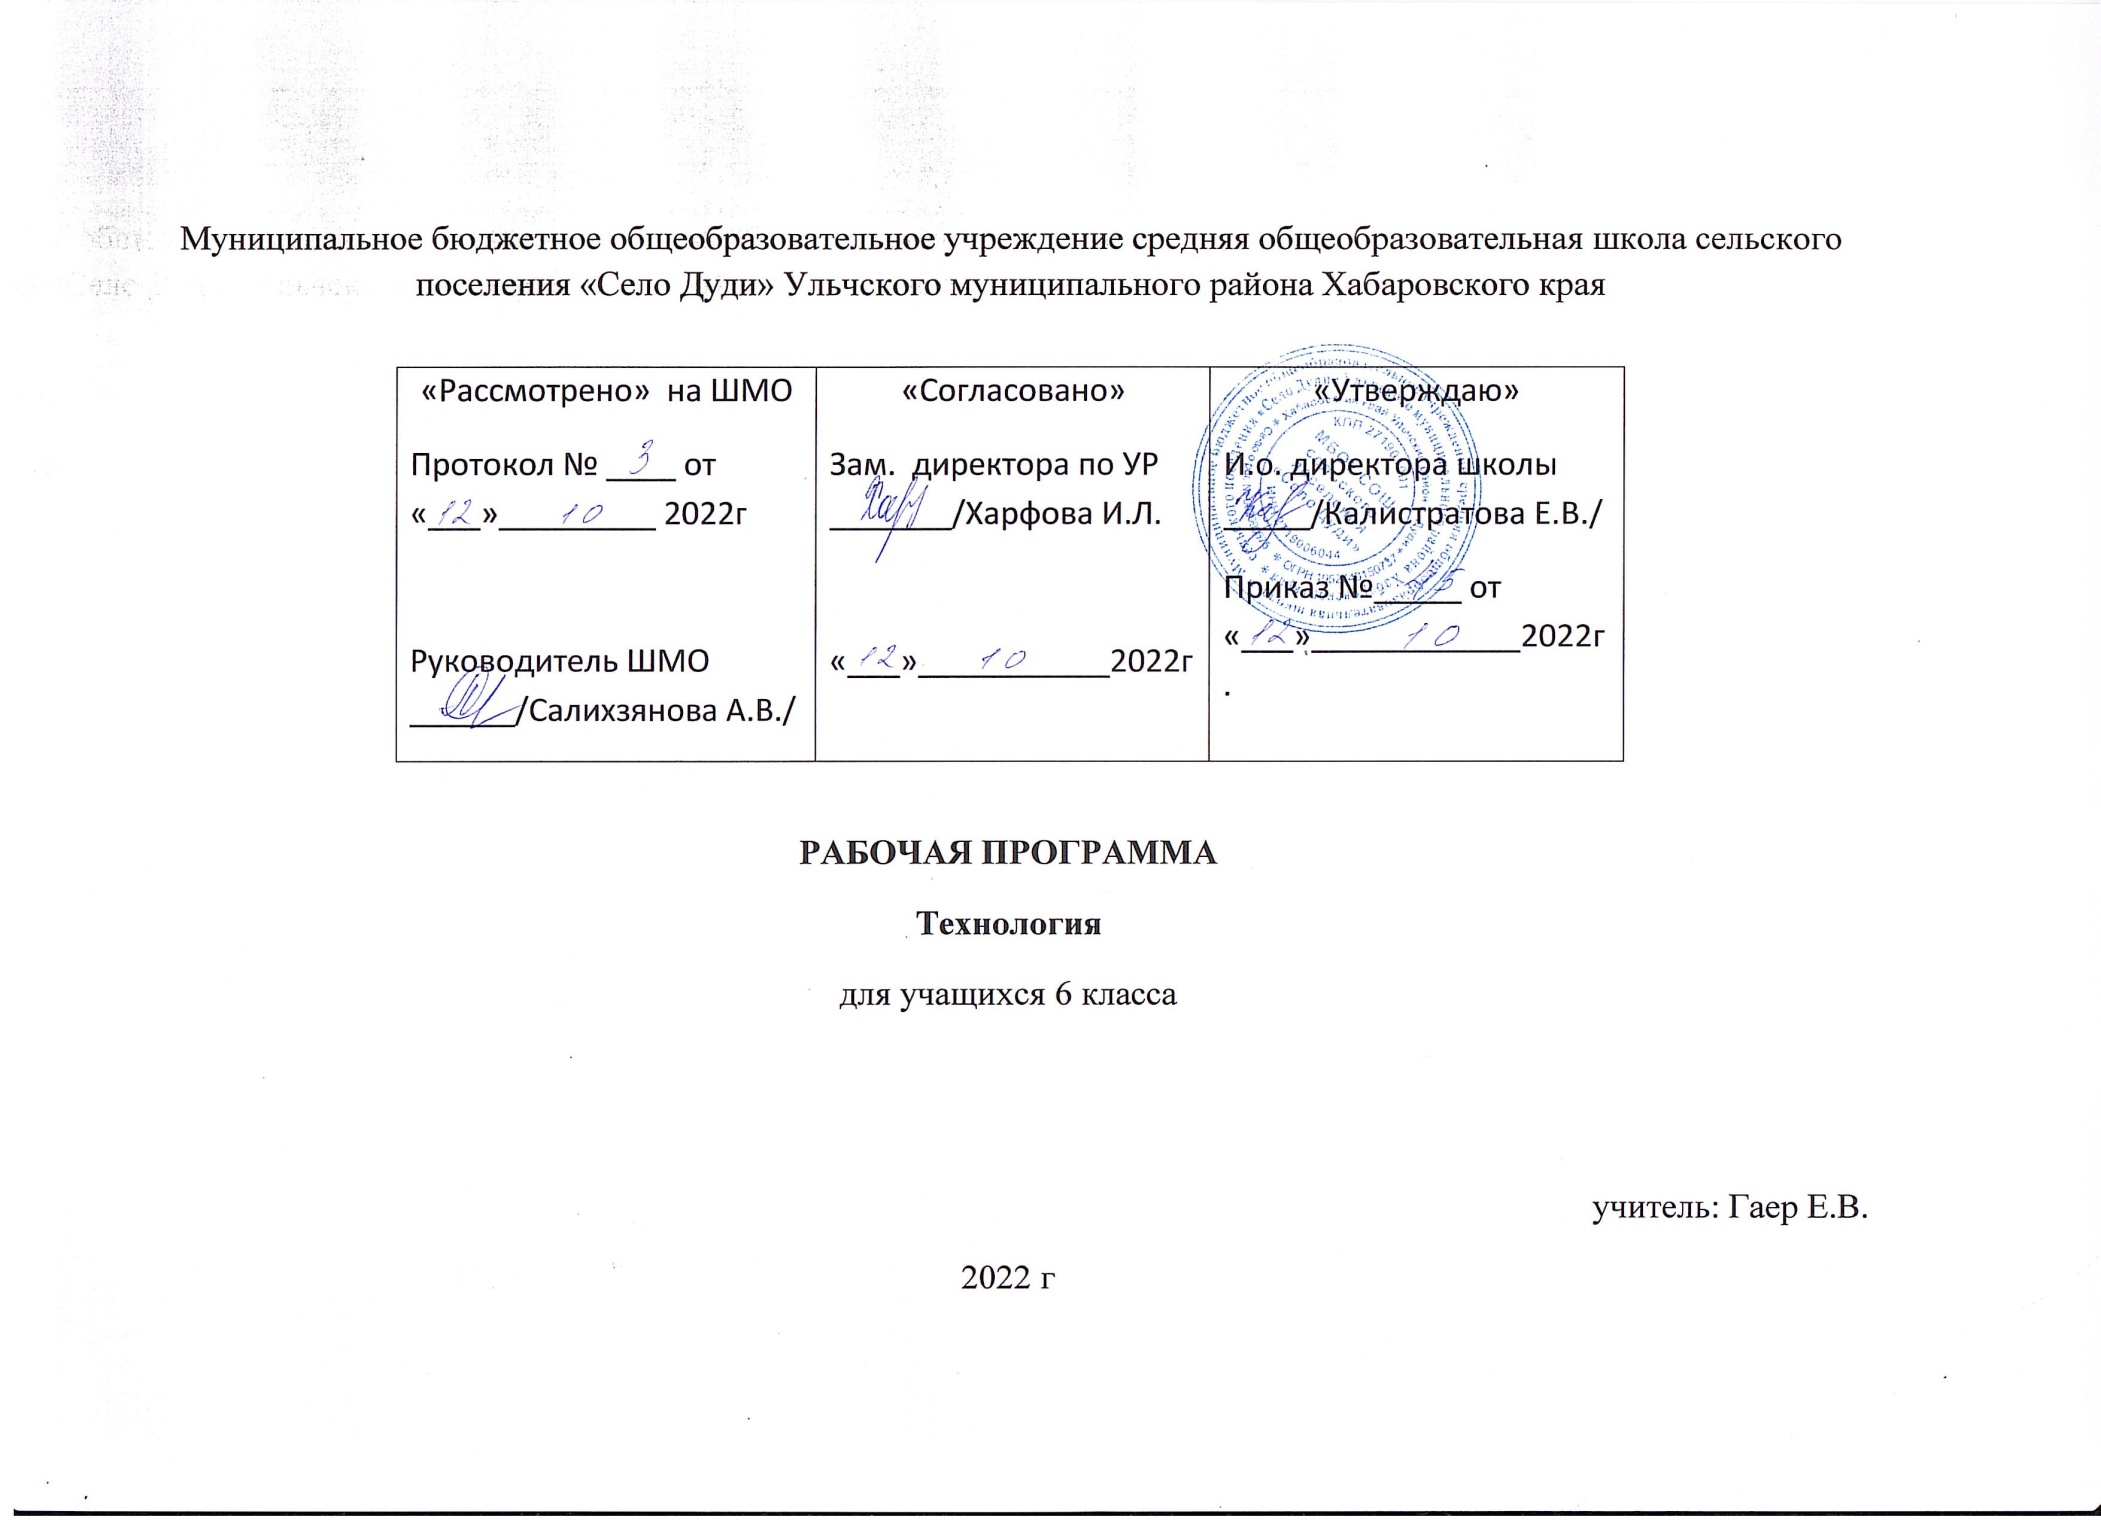 Муниципальное бюджетное общеобразовательное учреждение средняя общеобразовательная школа сельского
поселения «Село Дуди» Ульчского муниципального района Хабаровского края
«Рассмотрено» на ШМО
Протокол № 3 от
«12» 10 2022г
Руководитель ШМО
/Салихзянова А.В./
«Согласовано»
Зам. директора по УР
/Харфова И.Л.
«12» 10 2022г
«Утверждаю»
И.о. директора школы
/Калистратова Е.В./
Приказ № от
«12» 10 2022г
.
РАБОЧАЯ ПРОГРАММА
Технология
для учащихся 6 класса
учитель: Гаер Е.В.
2022 г